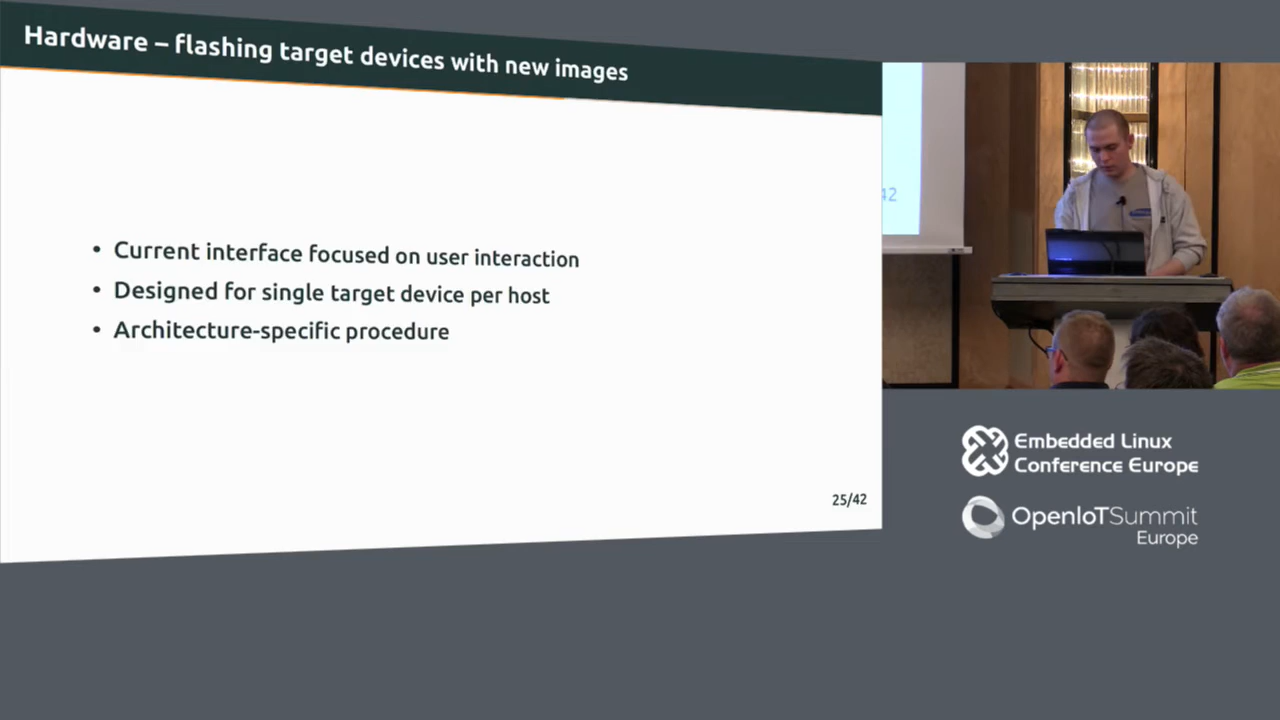 Hardware – flashing target devices with new images
• Current interface focused on user interaction
• Designed for single target device per host
• Architecture-specific procedure
25/42
42
Embedded Linux
Conference Europe
OpenIoTSummit
Europe